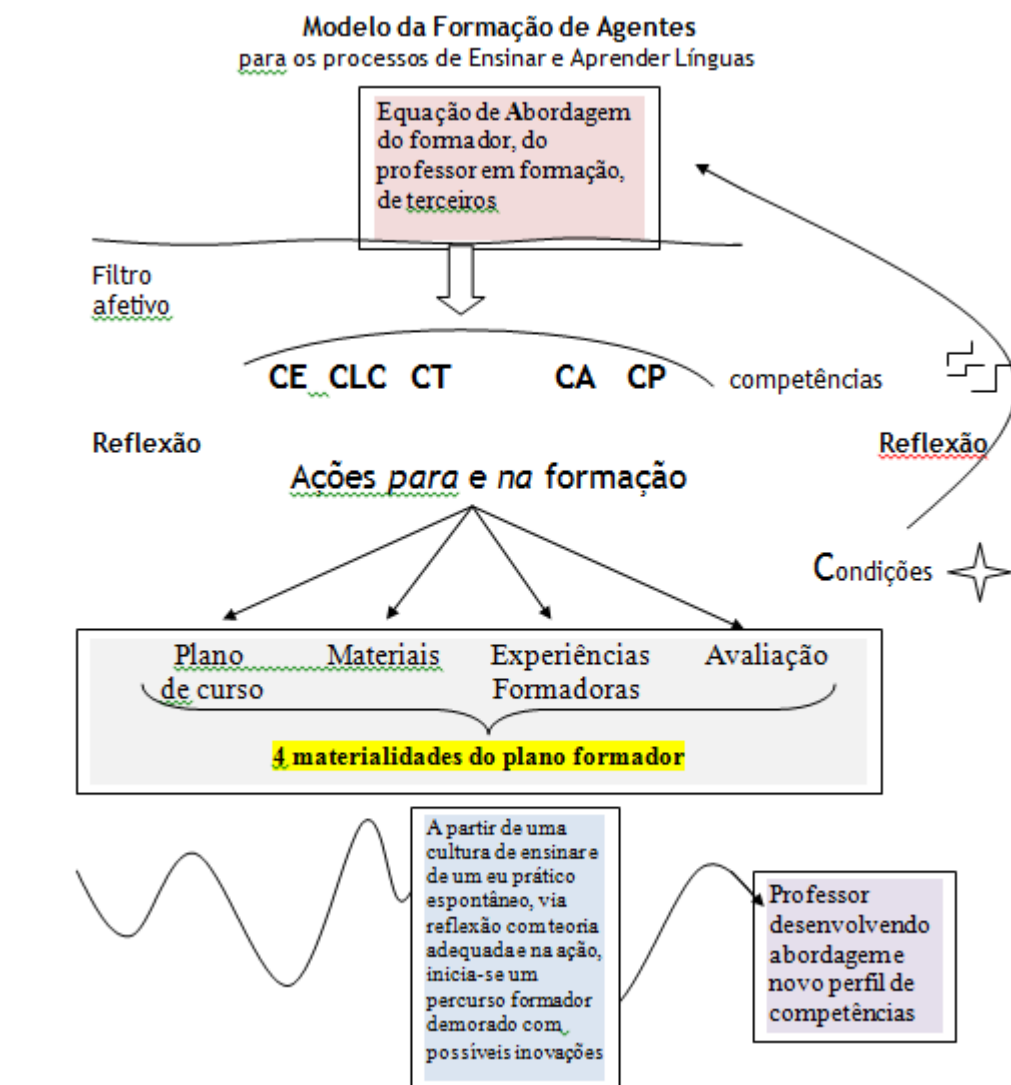 Modelo da Formação de Agentes
para os processos de Ensinar e Aprender Línguas
Equação de Abordagem
do formador, do
professor em formação,
de terceiros
Filtro
afetivo
CE CLC CT CA CP competências
Reflexão Reflexão
Ações para e na formação
Condições
Plano Materiais Experiências Avaliação
de curso Formadoras
4 materialidades do plano formador
A partir de uma
cultura de ensinar e
de um eu prático
espontâneo, via
reflexão com teoria
adequada e na ação,
inicia-se um
percurso formador
demorado com
possíveis inovações
Professor
desenvolvendo
abordagem e
novo perfil de
competências